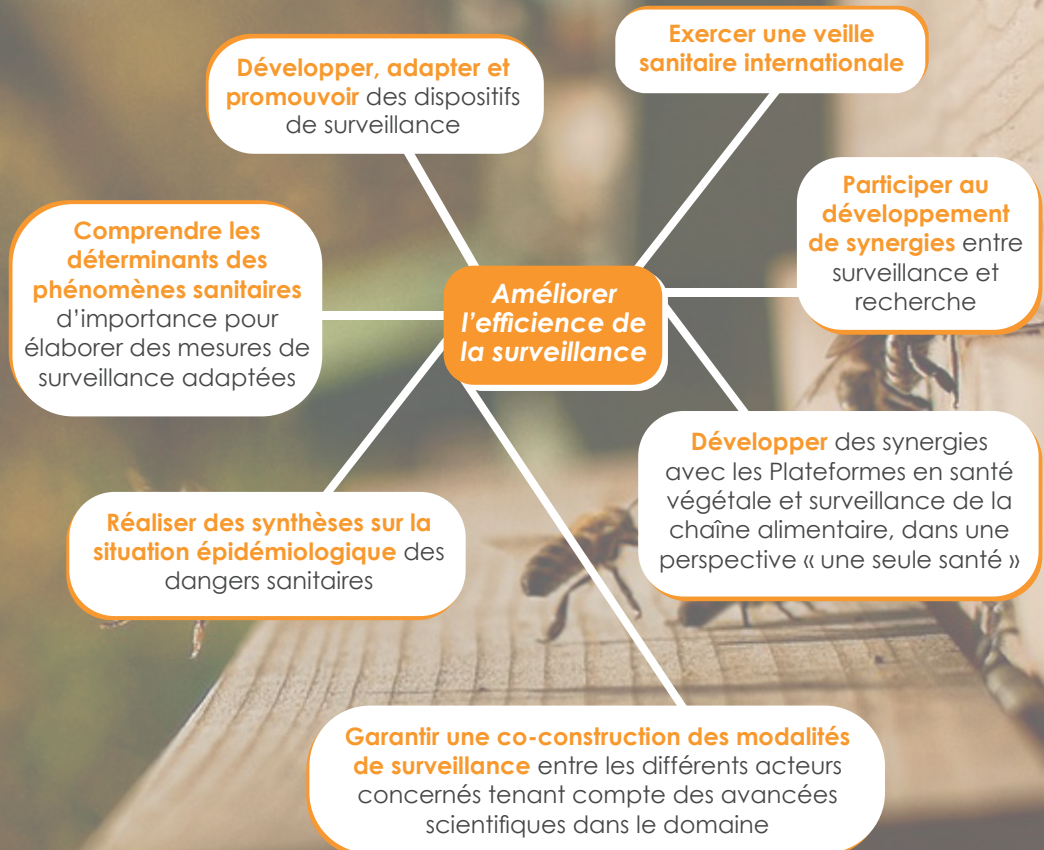 Exercer une veille
sanitaire internationale
Développer, adapter et
promouvoir des dispositifs
de surveillance
Participer au
développement
de synergies entre
surveillance et
recherche
Comprendre les
déterminants des
phénomènes sanitaires
d’importance pour
élaborer des mesures de
surveillance adaptées
Améliorer
l’efficience de
la surveillance
Développer des synergies
avec les Plateformes en santé
végétale et surveillance de la
chaîne alimentaire, dans une
perspective « une seule santé »
Réaliser des synthèses sur la
situation épidémiologique des
dangers sanitaires
Garantir une co-construction des modalités
de surveillance entre les différents acteurs
concernés tenant compte des avancées
scientifiques dans le domaine